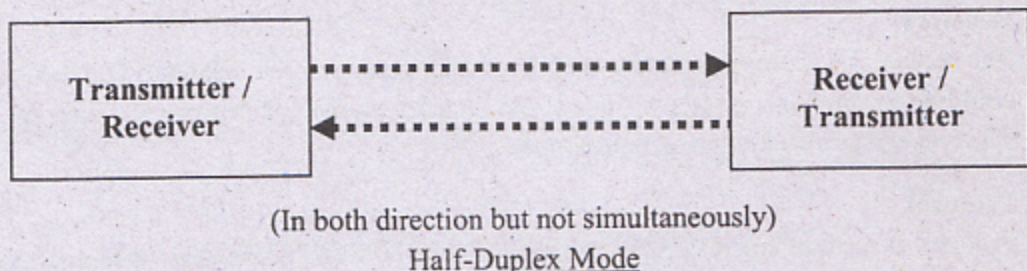 Transmitter /
Receiver
Receiver /
Transmitter
(In both direction but not simultaneously)
Half-Duplex Mode